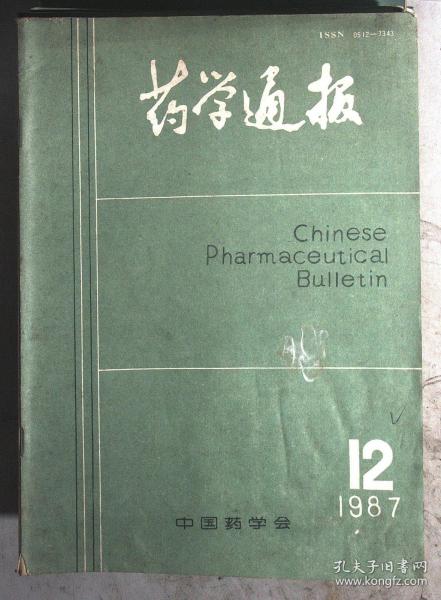 ISSN 0512-7343
药学通报
Chinese
Pharmaceutical
Bulletin
12
1987
中国药学会
孔夫子旧书网
www.kongfz.com